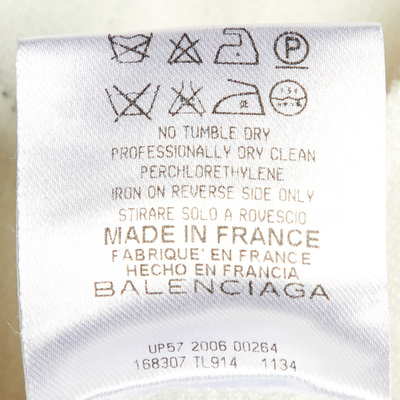 P
NO TUMBLE DRY
PROFESSIONALLY DRY CLEAN
PERCHLORETHYLENE
IRON ON REVERSE SIDE ONLY
STIRARE SOLO A ROVESCIO
MADE IN FRANCE
FABRIQUE' EN FRANCE
HECHO EN FRANCIA
BALENCIAGA
UP57 2006 00264
168307 TL914 1134